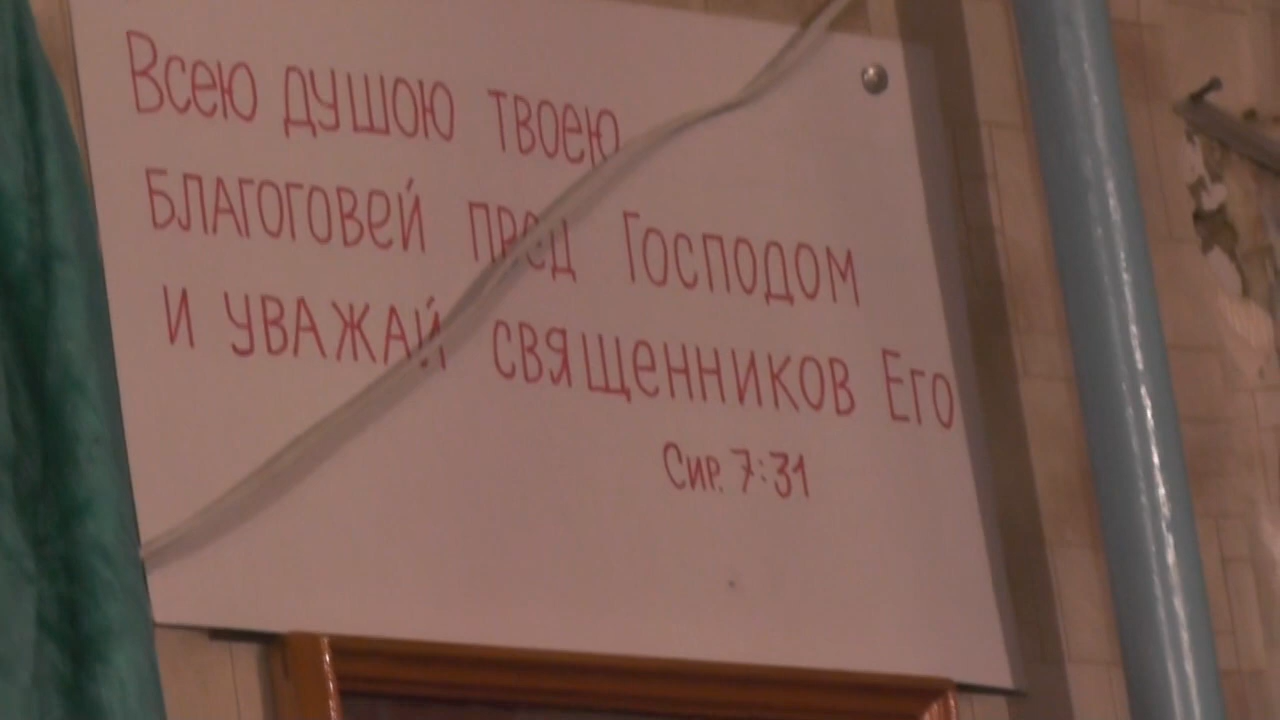 Всею душою твоею
благоговей пред Господом
и уважай священников Его
Сир. 7:31